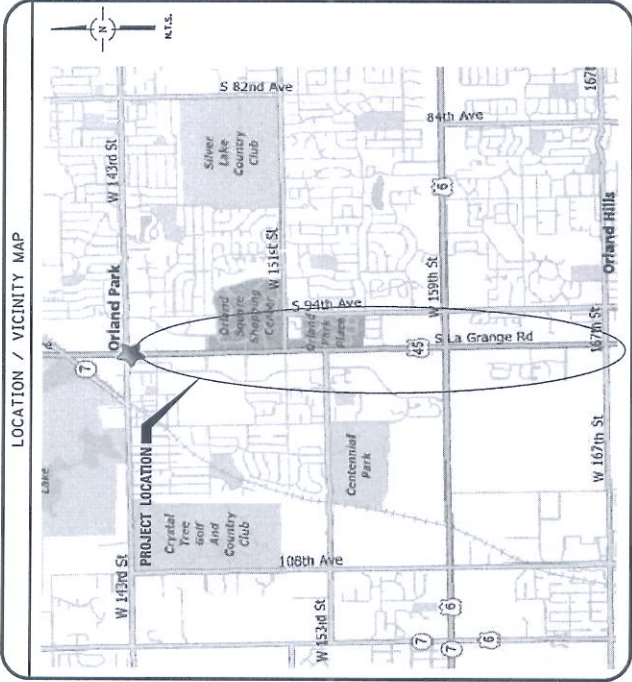 LOCATION / VICINITY MAP
N
N.T.S.
Lake
7
W 143rd St
Orland Park
W 143rd St
S 82nd Ave
PROJECT LOCATION
Crystal
Tree
Golf
And
Country
Club
Silver
Lake
Country
Club
Orland
Square
Shopping
Center
W 151st St
108th Ave
W 153rd St
Centennial
Park
Orland
Park
Place
S 94th Ave
84th Ave
7
7
6
6
45
W 159th St
6
S La Grange Rd
W 167th St
167th St
Orland Hills
167t